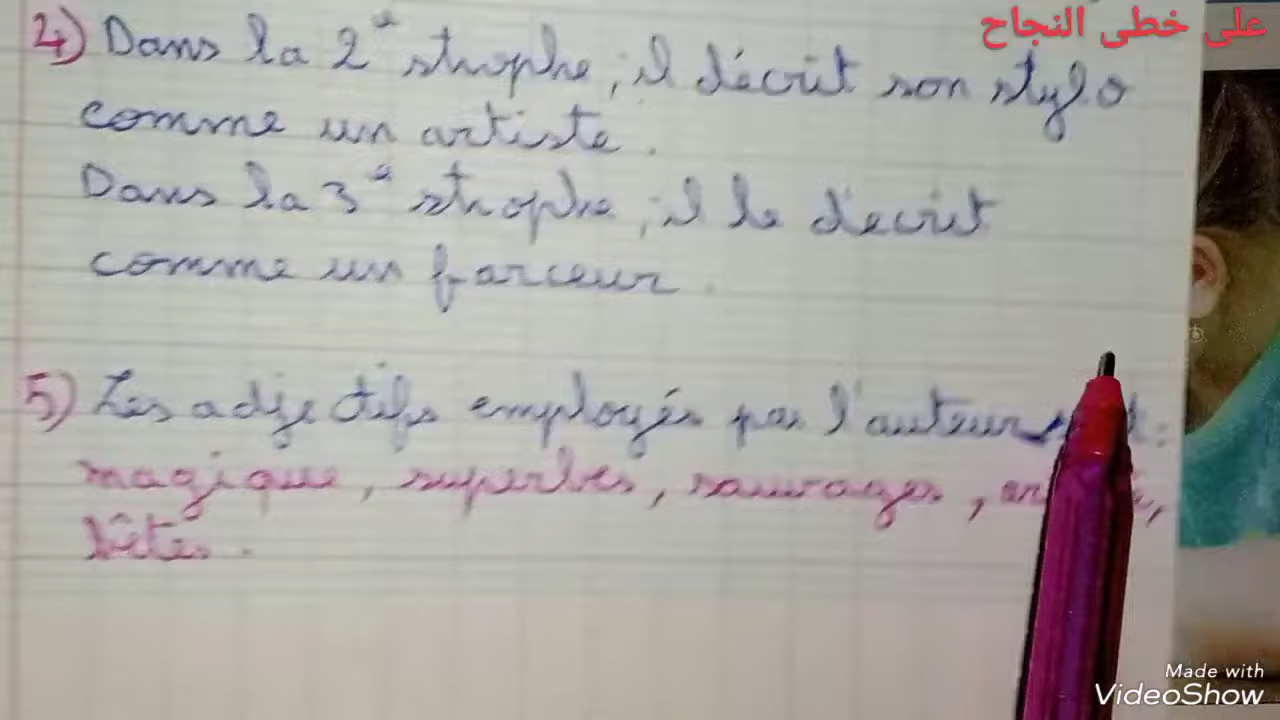 على خطى النجاح
4) Dans la 2e strophe, il décrit son stylo
comme un artiste.
Dans la 3e strophe, il le décrit
comme un farceur.
5) Les adjectifs employés par l'auteur :
magique, superbes, sauvages,
bêtes.
Made with
VideoShow